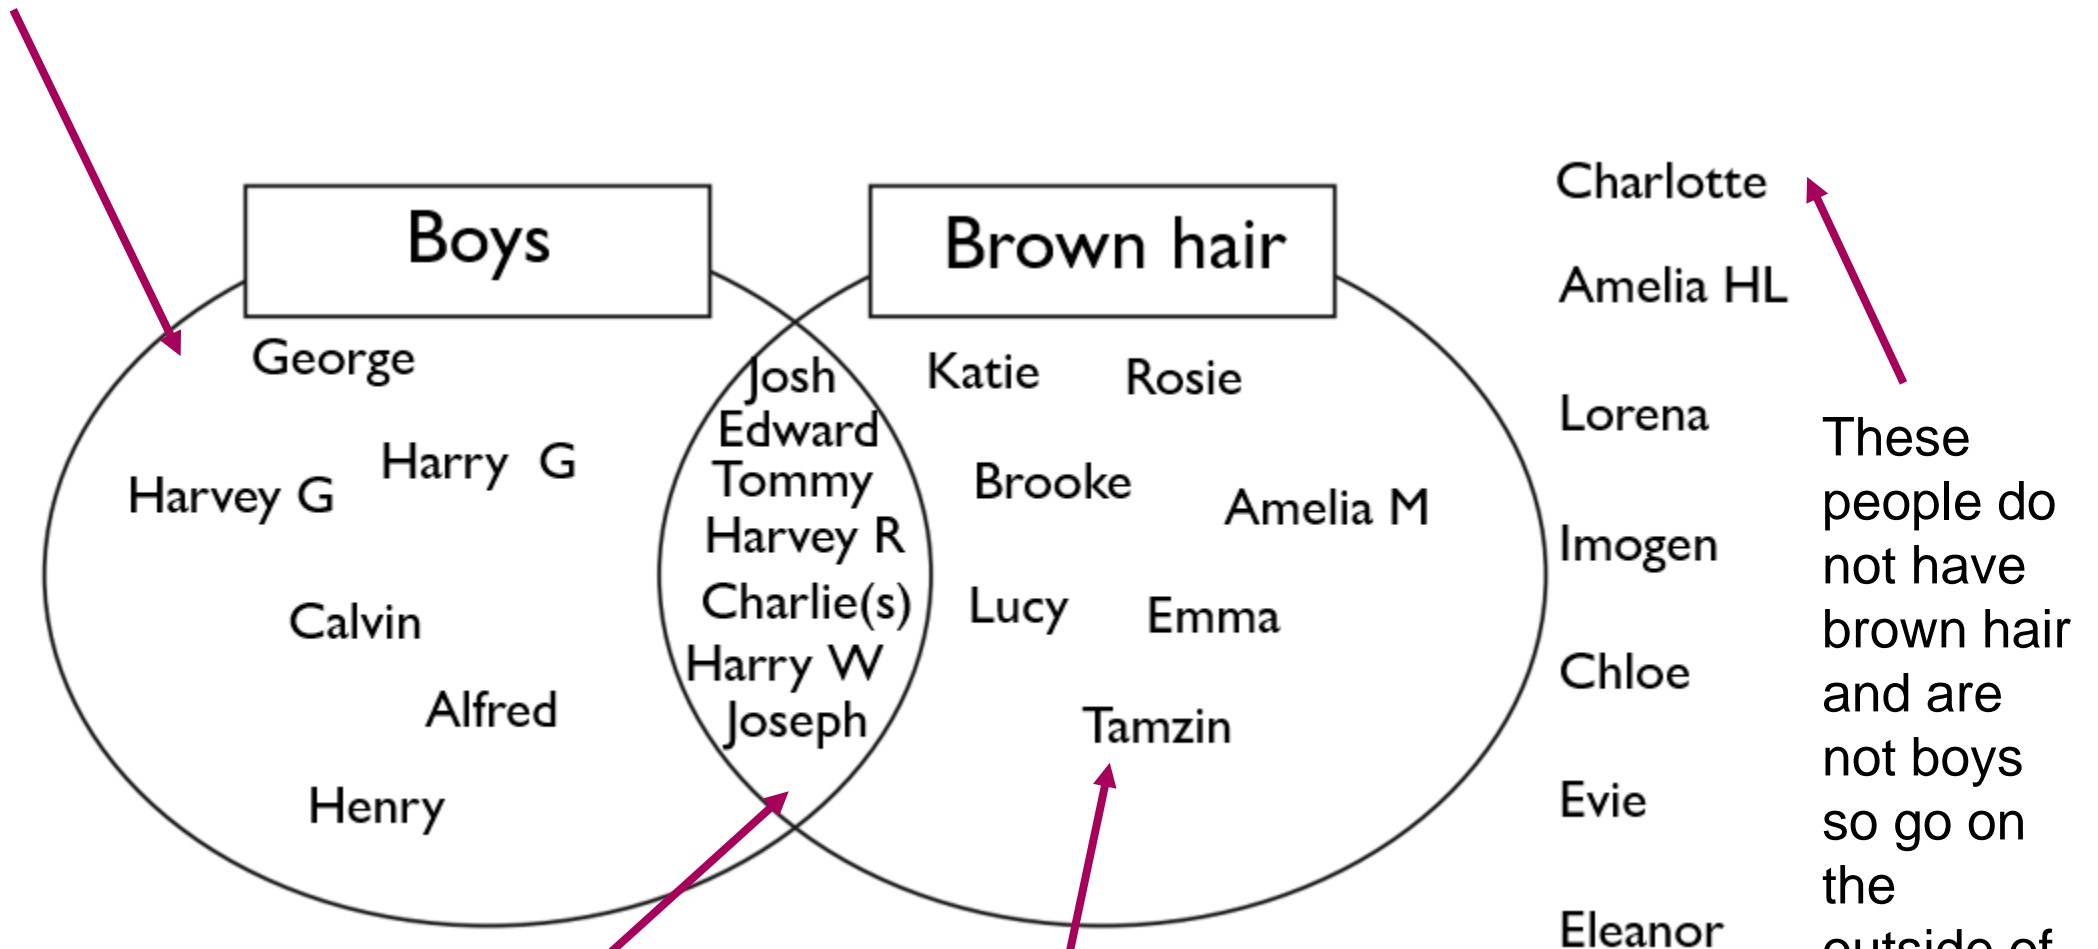 Boys
Brown hair
George
Harvey G
Harry G
Calvin
Alfred
Henry
Josh
Edward
Tommy
Harvey R
Charlie(s)
Harry W
Joseph
Katie
Rosie
Brooke
Amelia M
Lucy
Emma
Tamzin
Charlotte
Amelia HL
Lorena
Imogen
Chloe
Evie
Eleanor
These
people do
not have
brown hair
and are
not boys
so go on
the
outside of